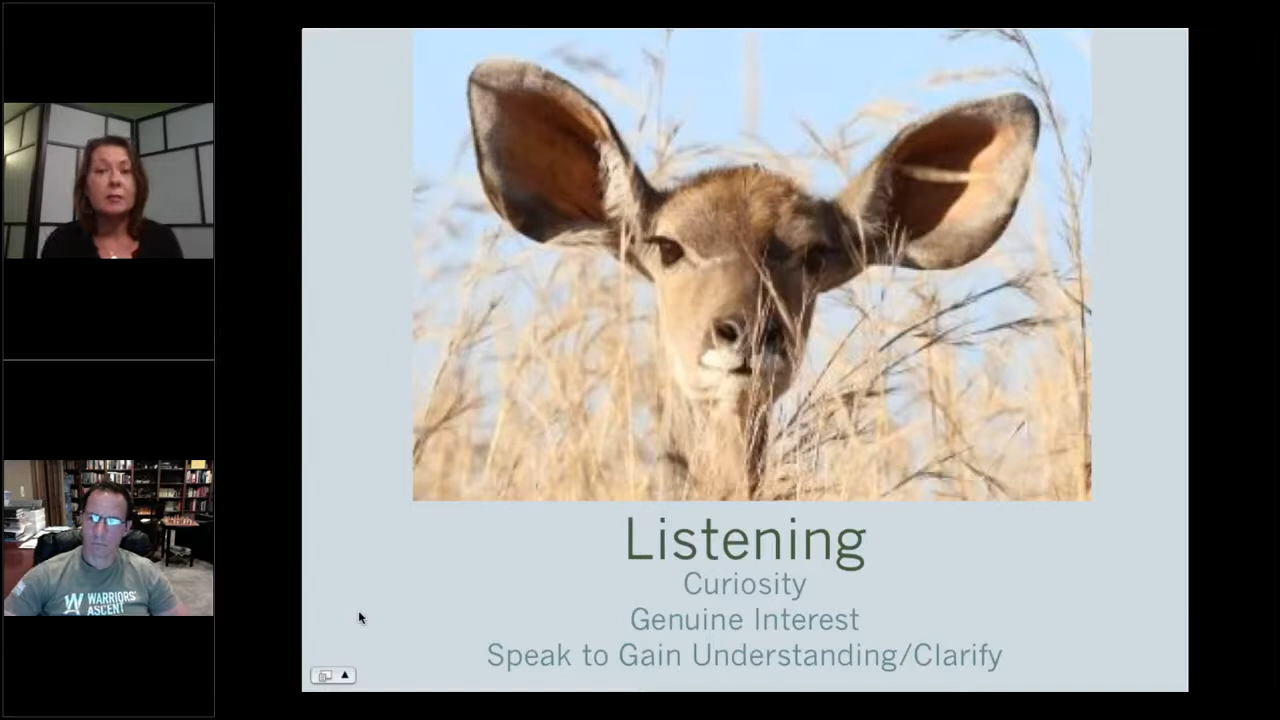 Listening
Curiosity
Genuine Interest
Speak to Gain Understanding/Clarify
WARRIORS'
ASCENT